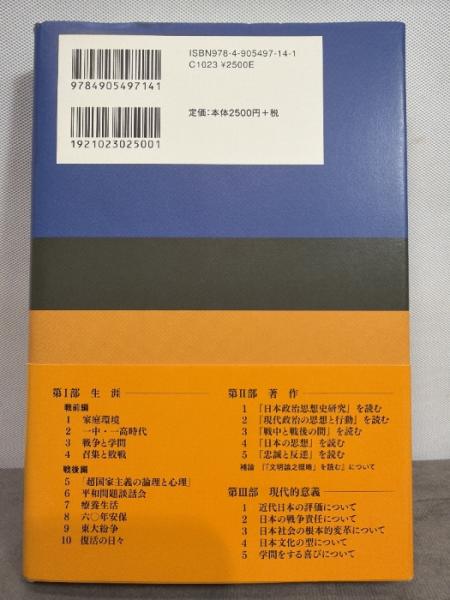 ISBN978-4-905497-14-1
C1023 ¥2500E
定価：本体2500円＋税
9784905497141
1921023025001
第Ⅰ部 生 涯
戦前編
1 家庭環境
2 一中・一高時代
3 戦争と学問
4 召集と敗戦
戦後編
5 「超国家主義の論理と心理」
6 平和問題談話会
7 療養生活
8 六〇年安保
9 東大紛争
10 復活の日々
第Ⅱ部 著 作
1 『日本政治思想史研究』を読む
2 『現代政治の思想と行動』を読む
3 『戦中と戦後の間』を読む
4 『日本の思想』を読む
5 『忠誠と反逆』を読む
補論 『「文明論之概略」を読む』について
第Ⅲ部 現代的意義
1 近代日本の評価について
2 日本の戦争責任について
3 日本社会の根本的変革について
4 日本文化の型について
5 学問をする喜びについて